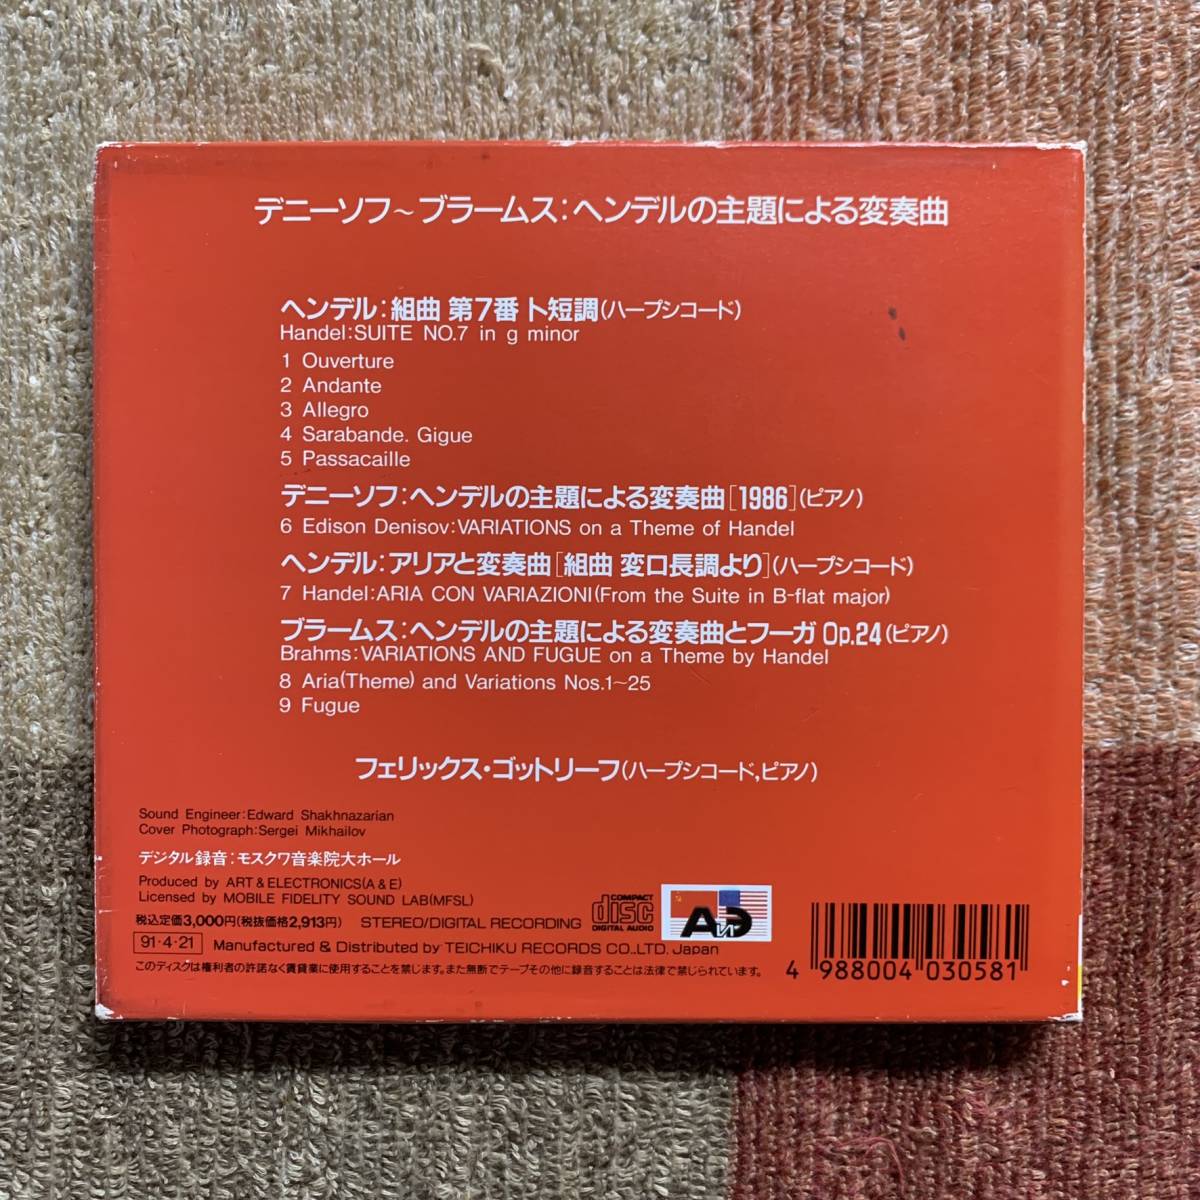 デニーソフ～ブラームス:ヘンデルの主題による変奏曲
ヘンデル:組曲 第7番 ト短調(ハープシコード)
Handel:SUITE NO.7 in g minor
1 Ouverture
2 Andante
3 Allegro
4 Sarabande. Gigue
5 Passacaille
デニーソフ:ヘンデルの主題による変奏曲[1986](ピアノ)
6 Edison Denisov:VARIATIONS on a Theme of Handel
ヘンデル:アリアと変奏曲[組曲 変ロ長調より](ハープシコード)
7 Handel:ARIA CON VARIAZIONI(From the Suite in B-flat major)
ブラームス:ヘンデルの主題による変奏曲とフーガ Op.24(ピアノ)
Brahms:VARIATIONS AND FUGUE on a Theme by Handel
8 Aria(Theme) and Variations Nos.1~25
9 Fugue
フェリックス・ゴットリーフ(ハープシコード,ピアノ)
Sound Engineer:Edward Shakhnazarian
Cover Photograph:Sergei Mikhailov
デジタル録音:モスクワ音楽院大ホール
Produced by ART & ELECTRONICS(A & E)
Licensed by MOBILE FIDELITY SOUND LAB(MFSL)
税込定価3,000円(税抜価格2,913円) STEREO/DIGITAL RECORDING
COMPACT
disc
DIGITAL AUDIO
AиЭ
91・4・21 Manufactured & Distributed by TEICHIKU RECORDS CO.,LTD. Japan
このディスクは権利者の許諾なく賃貸業に使用することを禁じます。また無断でテープその他に録音することは法律で禁じられています。
4 988004 030581